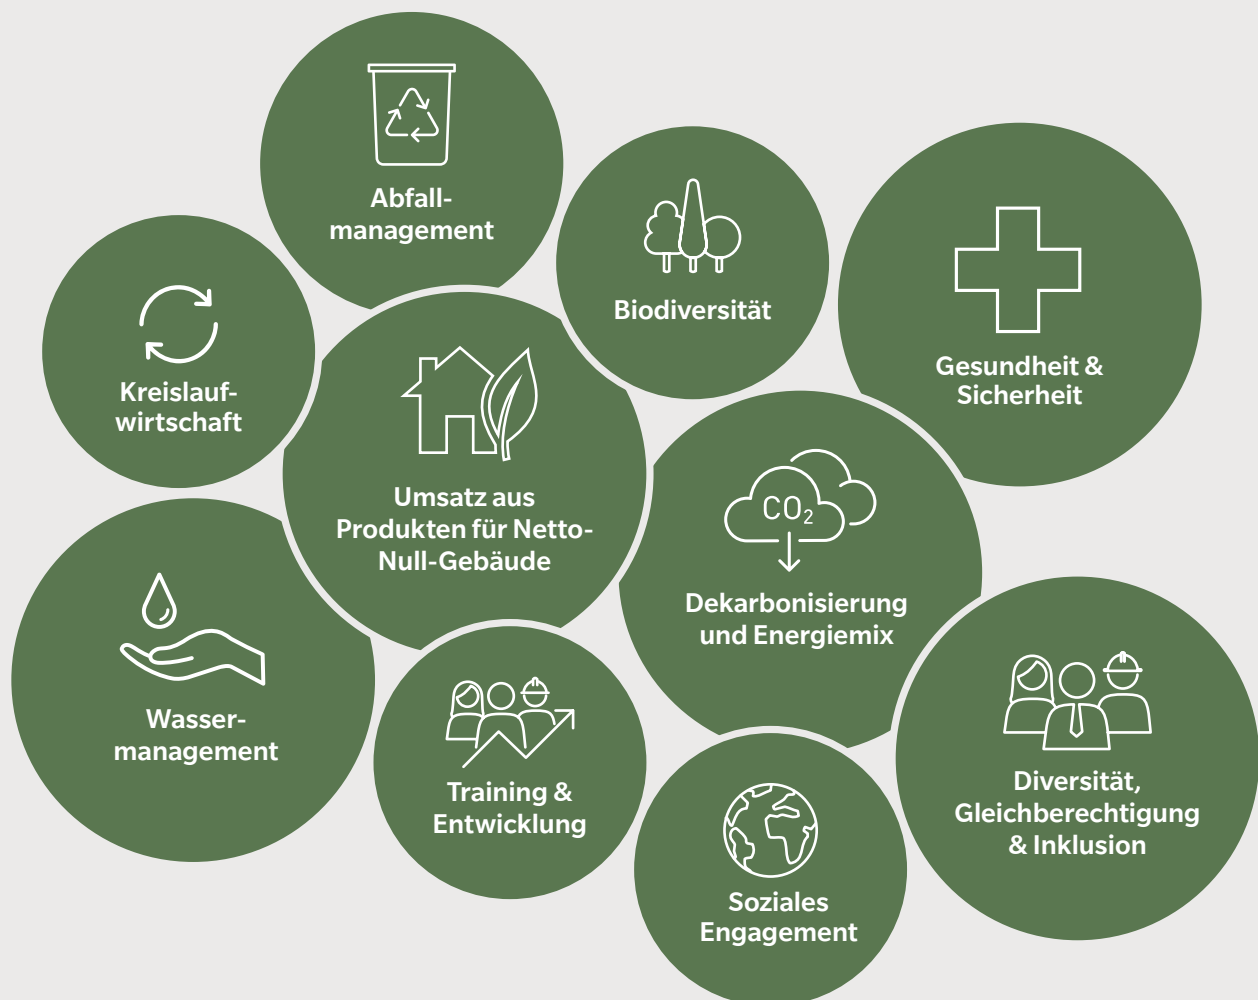 Abfall-
management
Biodiversität
Gesundheit &
Sicherheit
Kreislauf-
wirtschaft
Umsatz aus
Produkten für Netto-
Null-Gebäude
CO₂
Dekarbonisierung
und Energiemix
Wasser-
management
Training &
Entwicklung
Diversität,
Gleichberechtigung
& Inklusion
Soziales
Engagement